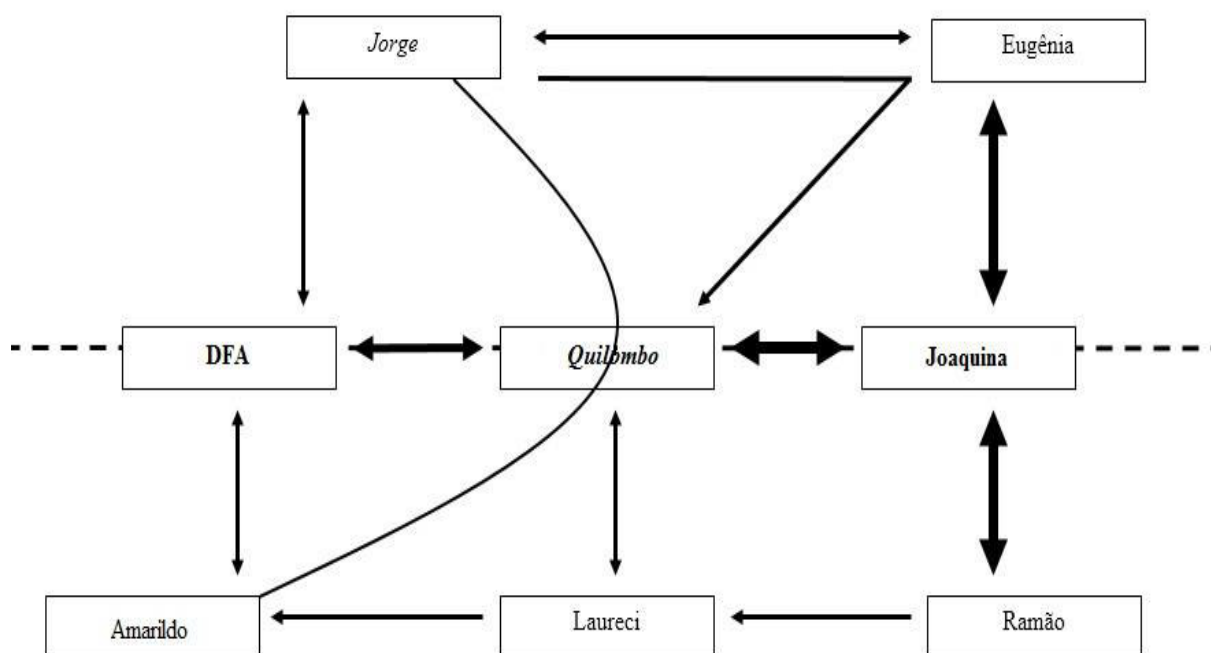 Jorge
Eugênia
DFA
Quilombo
Joaquina
Amarildo
Laureci
Ramão